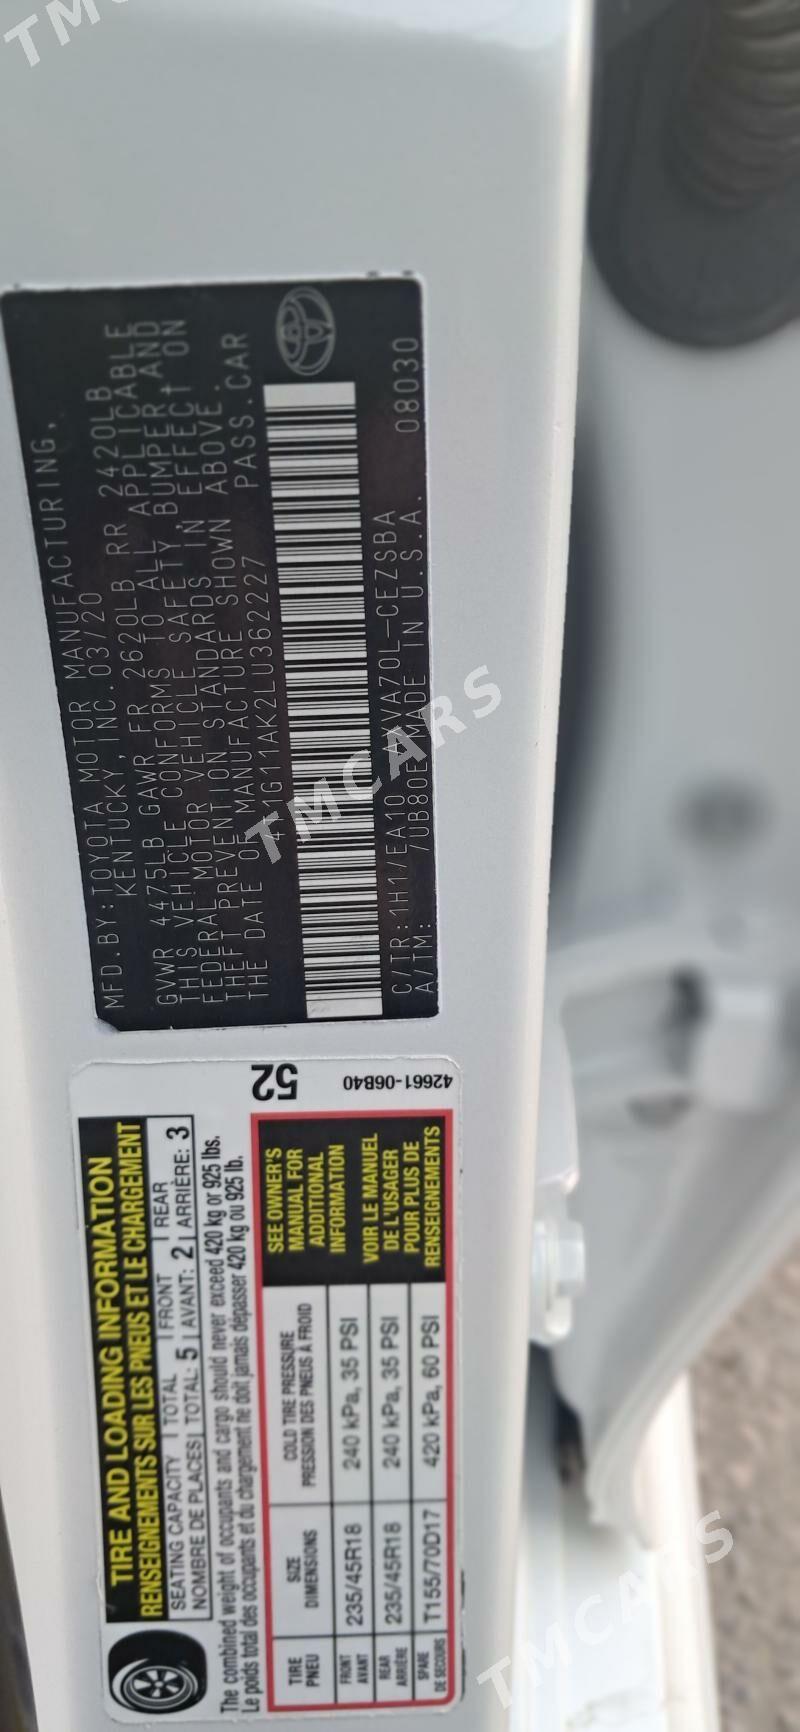 MFD.BY:TOYOTA MOTOR MANUFACTURING,
KENTUCKY, INC. 03/20
GVWR 4475LB GAWR FR 2620LB RR 2420LB
THIS VEHICLE CONFORMS TO ALL APPLICABLE
FEDERAL MOTOR VEHICLE SAFETY, BUMPER, AND
THEFT PREVENTION STANDARDS IN EFFECT ON
THE DATE OF MANUFACTURE SHOWN ABOVE.
4T1G11AK2LU362227 PASS.CAR
C/TR:1H1/EA10 AXVA70L-CEZSBA
A/TM: /UB80E MADE IN U.S.A. 08030
TIRE AND LOADING INFORMATION
RENSEIGNEMENTS SUR LES PNEUS ET LE CHARGEMENT
SEATING CAPACITY TOTAL FRONT REAR
NOMBRE DE PLACES TOTAL: 5 AVANT: 2 ARRIÈRE: 3
The combined weight of occupants and cargo should never exceed 420 kg or 925 lbs.
Le poids total des occupants et du chargement ne doit jamais dépasser 420 kg ou 925 lb.
52
42661-06B40
TIRE SIZE COLD TIRE PRESSURE
PNEU DIMENSIONS PRESSION DES PNEUS À FROID
FRONT
AVANT 235/45R18 240 kPa, 35 PSI
REAR
ARRIÈRE 235/45R18 240 kPa, 35 PSI
SPARE
DE SECOURS T155/70D17 420 kPa, 60 PSI
SEE OWNER'S
MANUAL FOR
ADDITIONAL
INFORMATION
VOIR LE MANUEL
DE L'USAGER
POUR PLUS DE
RENSEIGNEMENTS
TMCARS
TMCARS